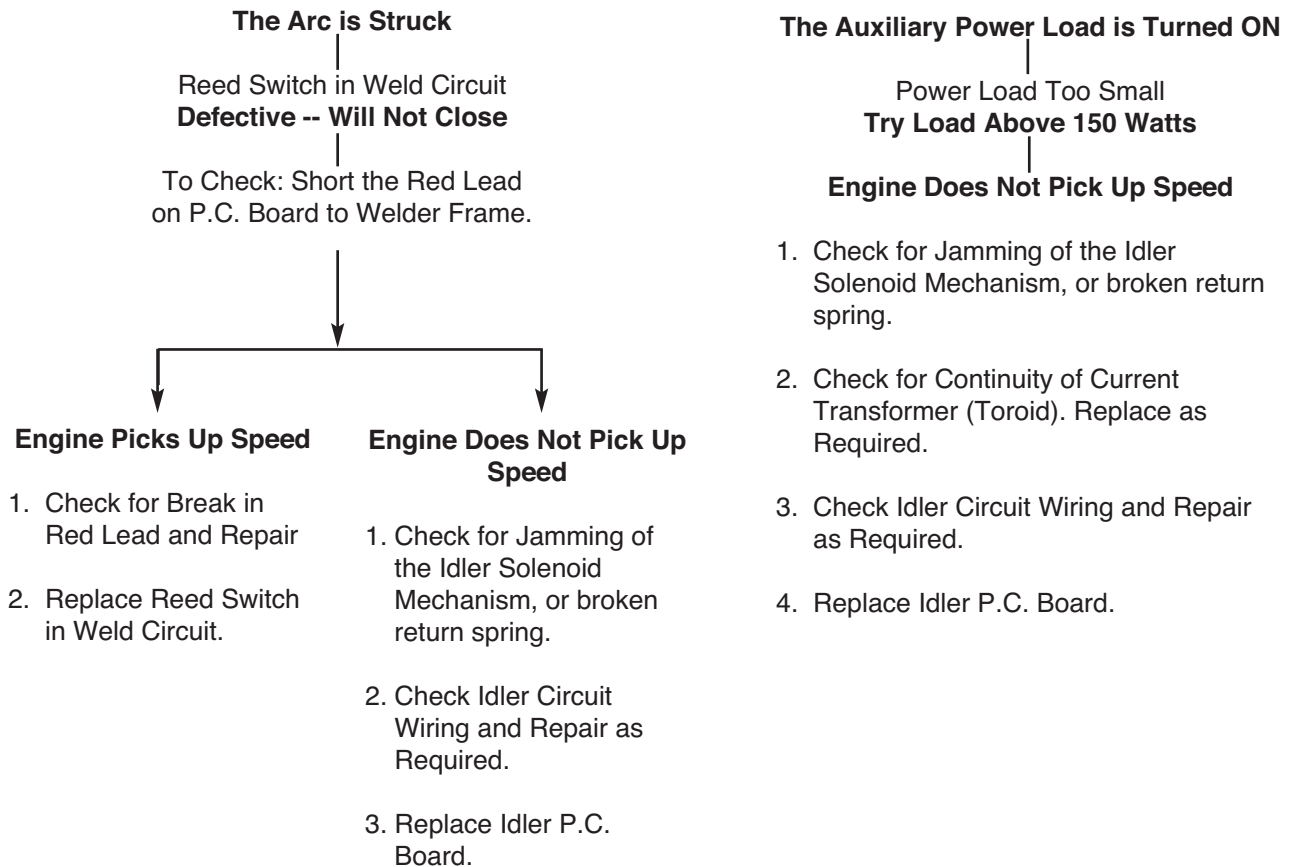 The Arc is Struck
Reed Switch in Weld Circuit
Defective -- Will Not Close
To Check: Short the Red Lead
on P.C. Board to Welder Frame.
Engine Picks Up Speed
1. Check for Break in
Red Lead and Repair
2. Replace Reed Switch
in Weld Circuit.
Engine Does Not Pick Up
Speed
1. Check for Jamming of
the Idler Solenoid
Mechanism, or broken
return spring.
2. Check Idler Circuit
Wiring and Repair as
Required.
3. Replace Idler P.C.
Board.
The Auxiliary Power Load is Turned ON
Power Load Too Small
Try Load Above 150 Watts
Engine Does Not Pick Up Speed
1. Check for Jamming of the Idler
Solenoid Mechanism, or broken return
spring.
2. Check for Continuity of Current
Transformer (Toroid). Replace as
Required.
3. Check Idler Circuit Wiring and Repair
as Required.
4. Replace Idler P.C. Board.